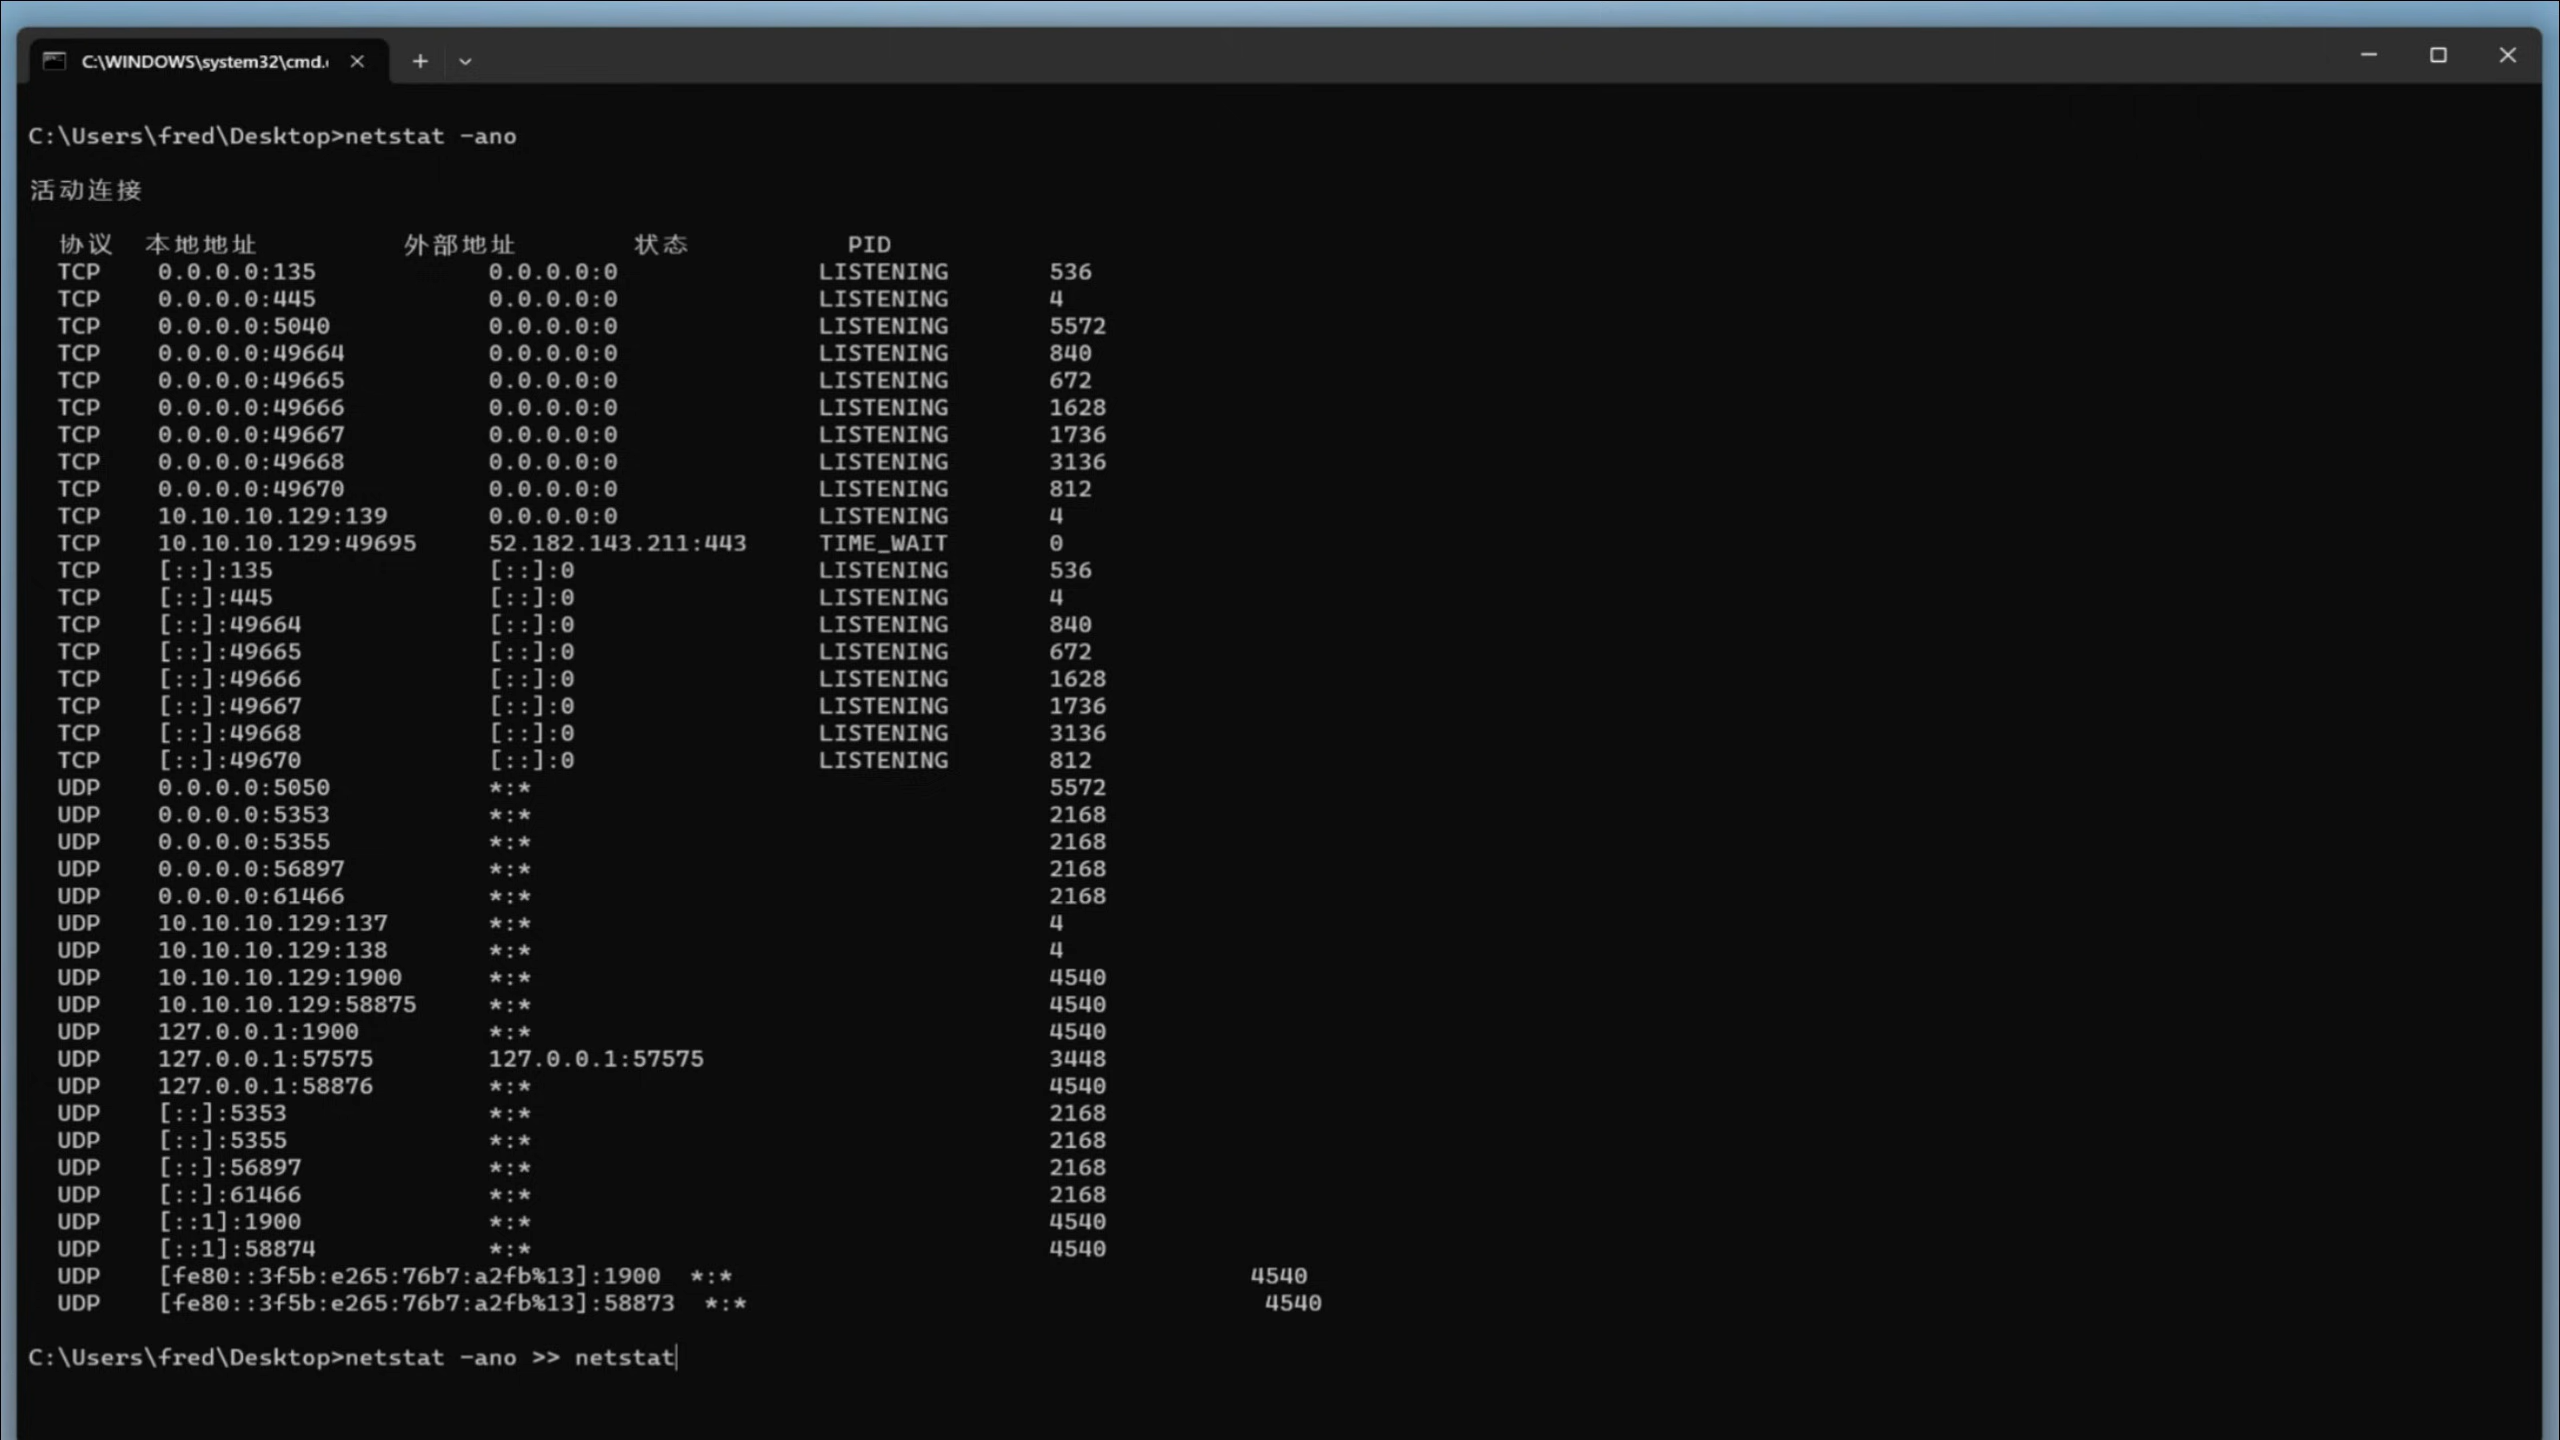 C:\WINDOWS\system32\cmd.
C:\Users\fred\Desktop>netstat -ano
活动连接
协议 本地地址 外部地址 状态 PID
TCP 0.0.0.0:135 0.0.0.0:0 LISTENING 536
TCP 0.0.0.0:445 0.0.0.0:0 LISTENING 4
TCP 0.0.0.0:5040 0.0.0.0:0 LISTENING 5572
TCP 0.0.0.0:49664 0.0.0.0:0 LISTENING 840
TCP 0.0.0.0:49665 0.0.0.0:0 LISTENING 672
TCP 0.0.0.0:49666 0.0.0.0:0 LISTENING 1628
TCP 0.0.0.0:49667 0.0.0.0:0 LISTENING 1736
TCP 0.0.0.0:49668 0.0.0.0:0 LISTENING 3136
TCP 0.0.0.0:49670 0.0.0.0:0 LISTENING 812
TCP 10.10.10.129:139 0.0.0.0:0 LISTENING 4
TCP 10.10.10.129:49695 52.182.143.211:443 TIME_WAIT 0
TCP [::]:135 [::]:0 LISTENING 536
TCP [::]:445 [::]:0 LISTENING 4
TCP [::]:49664 [::]:0 LISTENING 840
TCP [::]:49665 [::]:0 LISTENING 672
TCP [::]:49666 [::]:0 LISTENING 1628
TCP [::]:49667 [::]:0 LISTENING 1736
TCP [::]:49668 [::]:0 LISTENING 3136
TCP [::]:49670 [::]:0 LISTENING 812
UDP 0.0.0.0:5050 *:* 5572
UDP 0.0.0.0:5353 *:* 2168
UDP 0.0.0.0:5355 *:* 2168
UDP 0.0.0.0:56897 *:* 2168
UDP 0.0.0.0:61466 *:* 2168
UDP 10.10.10.129:137 *:* 4
UDP 10.10.10.129:138 *:* 4
UDP 10.10.10.129:1900 *:* 4540
UDP 10.10.10.129:58875 *:* 4540
UDP 127.0.0.1:1900 *:* 4540
UDP 127.0.0.1:57575 127.0.0.1:57575 3448
UDP 127.0.0.1:58876 *:* 4540
UDP [::]:5353 *:* 2168
UDP [::]:5355 *:* 2168
UDP [::]:56897 *:* 2168
UDP [::]:61466 *:* 2168
UDP [::1]:1900 *:* 4540
UDP [::1]:58874 *:* 4540
UDP [fe80::3f5b:e265:76b7:a2fb%13]:1900 *:* 4540
UDP [fe80::3f5b:e265:76b7:a2fb%13]:58873 *:* 4540
C:\Users\fred\Desktop>netstat -ano >> netstat